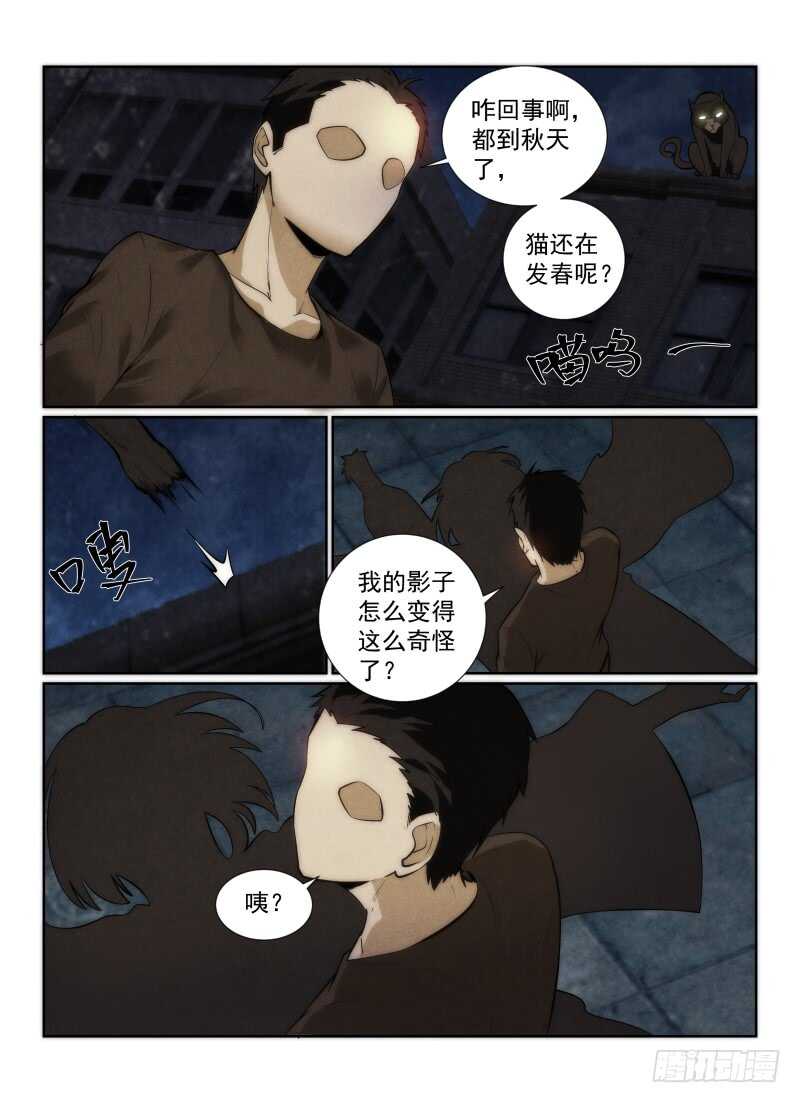 咋回事啊，
都到秋天
了，
猫还在
发春呢？
喵呜 一
嗖
我的影子
怎么变得
这么奇怪
了？
咦？
腾讯动漫